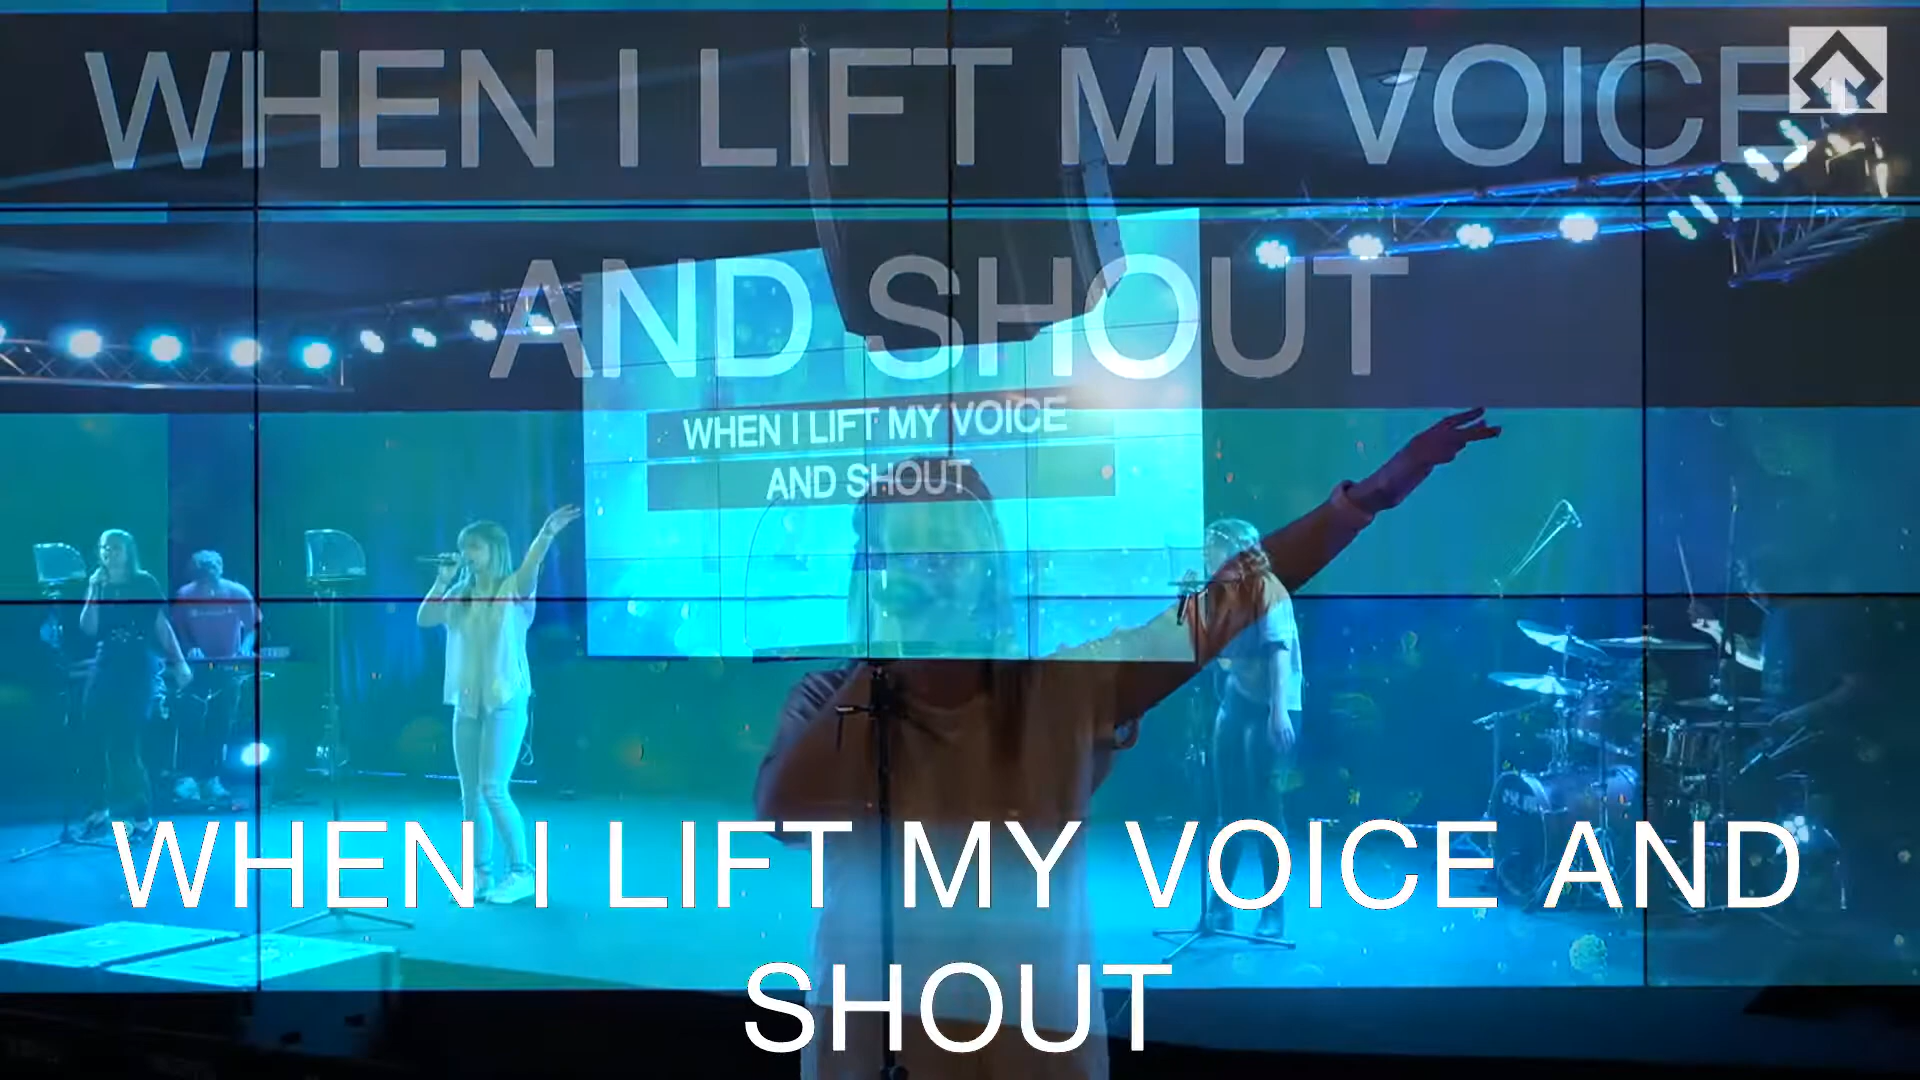 WHEN I LIFT MY VOICE
AND SHOUT
WHEN I LIFT MY VOICE
AND SHOUT
WHEN I LIFT MY VOICE AND
SHOUT